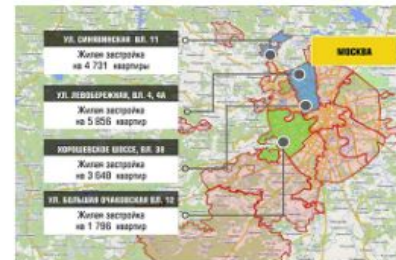 УЛ. СИНЯВИНСКАЯ ВЛ. 11
Жилая застройка
на 4 731 квартиры
МОСКВА
УЛ. ЛЕВОБЕРЕЖНАЯ, ВЛ. 4, 4А
Жилая застройка
на 5 856 квартир
ХОРОШЕВСКОЕ ШОССЕ, ВЛ. 38
Жилая застройка
на 3 648 квартир
УЛ. БОЛЬШАЯ ОЧАКОВСКАЯ ВЛ. 12
Жилая застройка
на 1 796 квартир